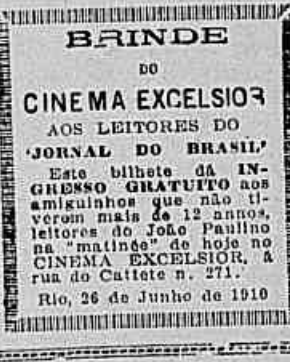 BRINDE
DO
CINEMA EXCELSIOR
AOS LEITORES DO
"JORNAL DO BRASIL"
Este bilhete dá IN-
GRESSO GRATUITO aos
amiguinhos que não ti-
verem mais de 12 annos,
leitores do João Paulino
na "matinée" de hoje no
CINEMA EXCELSIOR, á
rua do Cattete n. 271.
Rio, 26 de Junho de 1910